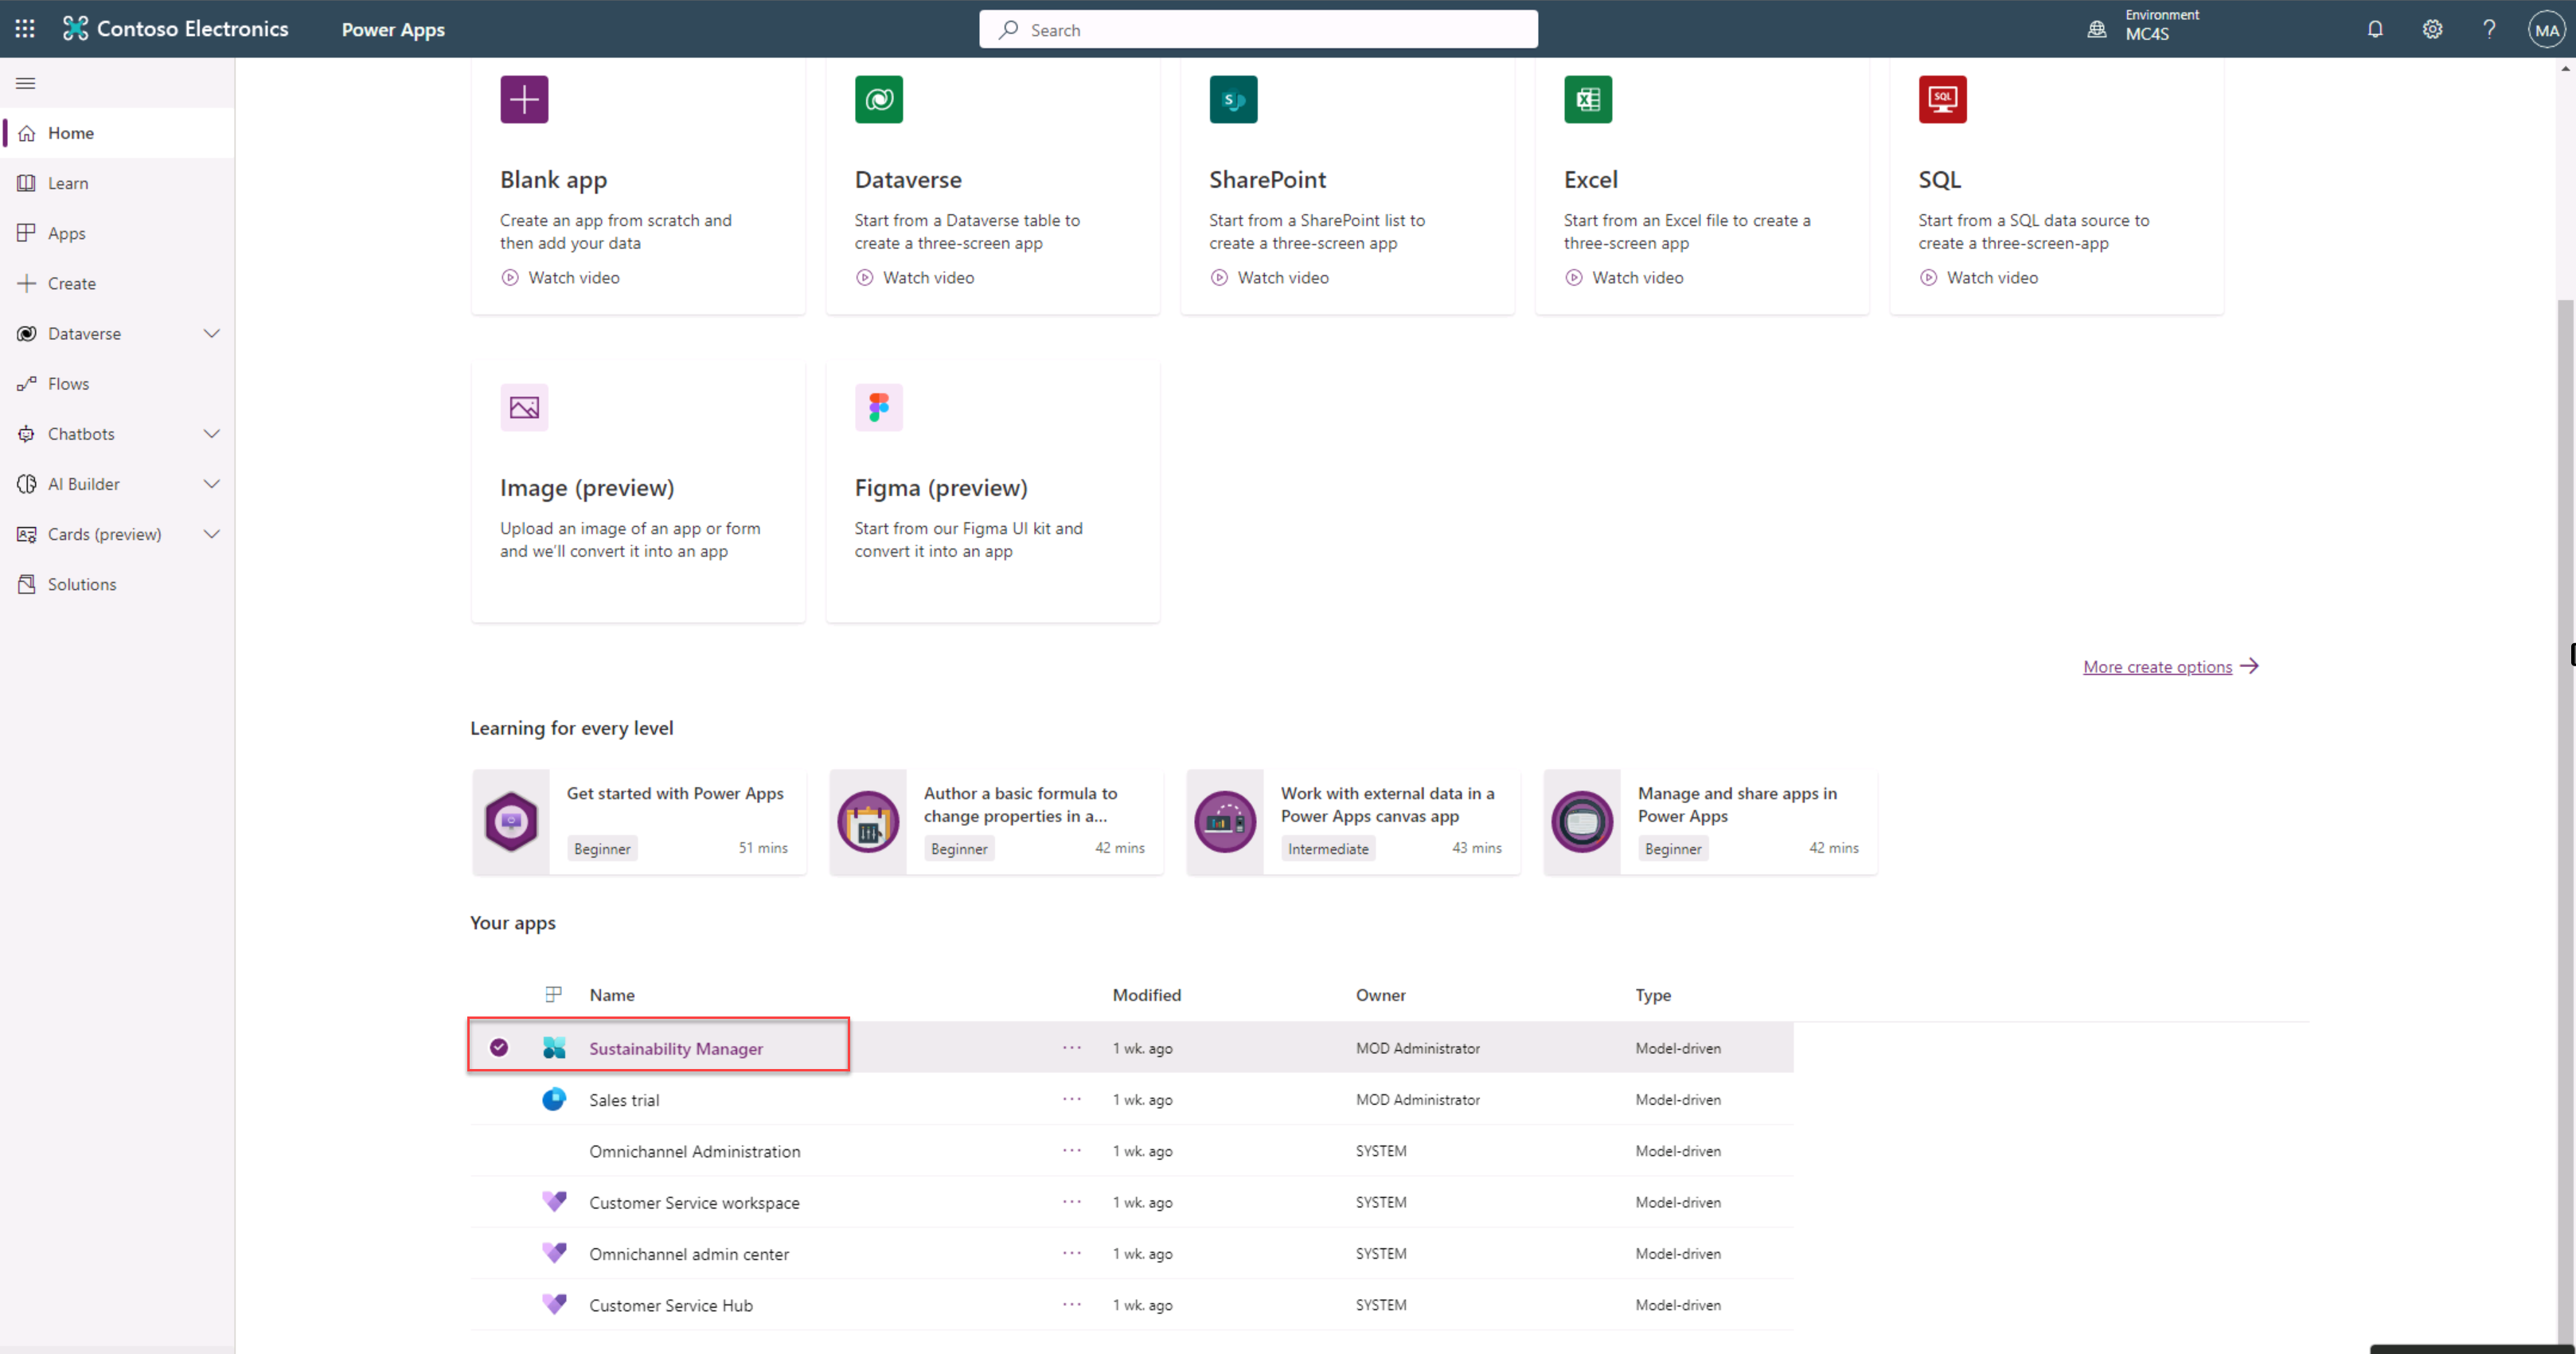 Contoso Electronics
Power Apps
Search
Environment
MC4S
MA
Home
Learn
Apps
Create
Dataverse
Flows
Chatbots
AI Builder
Cards (preview)
Solutions
Blank app
Create an app from scratch and
then add your data
Watch video
Dataverse
Start from a Dataverse table to
create a three-screen app
Watch video
S
SharePoint
Start from a SharePoint list to
create a three-screen app
Watch video
X
Excel
Start from an Excel file to create a
three-screen app
Watch video
SQL
SQL
Start from a SQL data source to
create a three-screen-app
Watch video
Image (preview)
Upload an image of an app or form
and we'll convert it into an app
Figma (preview)
Start from our Figma UI kit and
convert it into an app
More create options
Learning for every level
Get started with Power Apps
Beginner
51 mins
Author a basic formula to
change properties in a...
Beginner
42 mins
Work with external data in a
Power Apps canvas app
Intermediate
43 mins
Manage and share apps in
Power Apps
Beginner
42 mins
Your apps
Name Modified Owner Type
Sustainability Manager ... 1 wk. ago MOD Administrator Model-driven
Sales trial ... 1 wk. ago MOD Administrator Model-driven
Omnichannel Administration ... 1 wk. ago SYSTEM Model-driven
Customer Service workspace ... 1 wk. ago SYSTEM Model-driven
Omnichannel admin center ... 1 wk. ago SYSTEM Model-driven
Customer Service Hub ... 1 wk. ago SYSTEM Model-driven